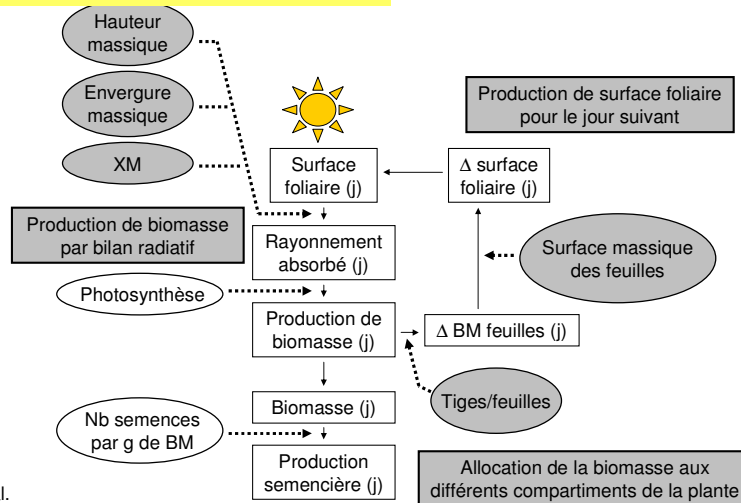 Hauteur
massique
Envergure
massique
XM
Production de surface foliaire
pour le jour suivant
Surface
foliaire (j)
Δ surface
foliaire (j)
Production de biomasse
par bilan radiatif
Rayonnement
absorbé (j)
Surface massique
des feuilles
Photosynthèse
Production de
biomasse (j)
Δ BM feuilles (j)
Biomasse (j)
Tiges/feuilles
Nb semences
par g de BM
Production
semencière (j)
Allocation de la biomasse aux
différents compartiments de la plante